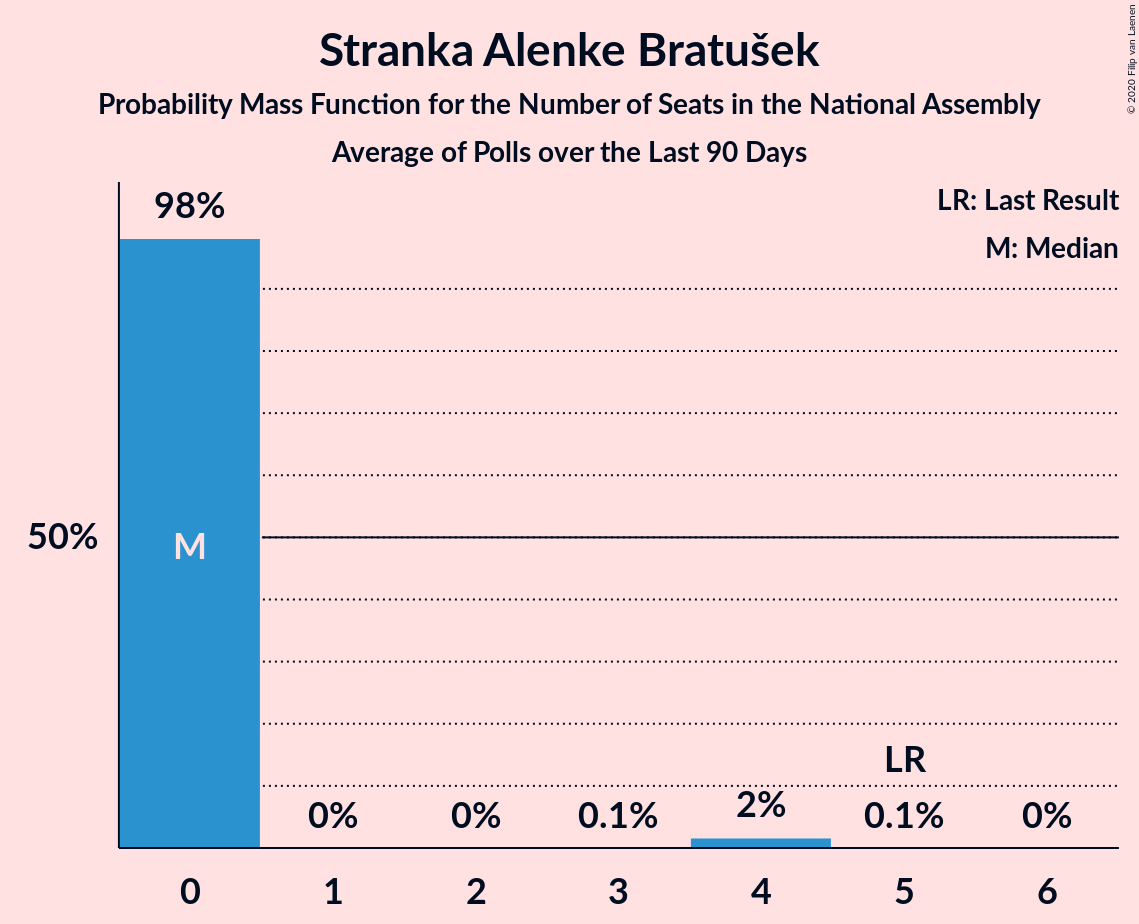 Stranka Alenke Bratušek
Probability Mass Function for the Number of Seats in the National Assembly
Average of Polls over the Last 90 Days
© 2020 Filip van Laenen
LR: Last Result
M: Median
98%
50%
M
LR
0% 0% 0.1% 2% 0.1% 0%
0 1 2 3 4 5 6